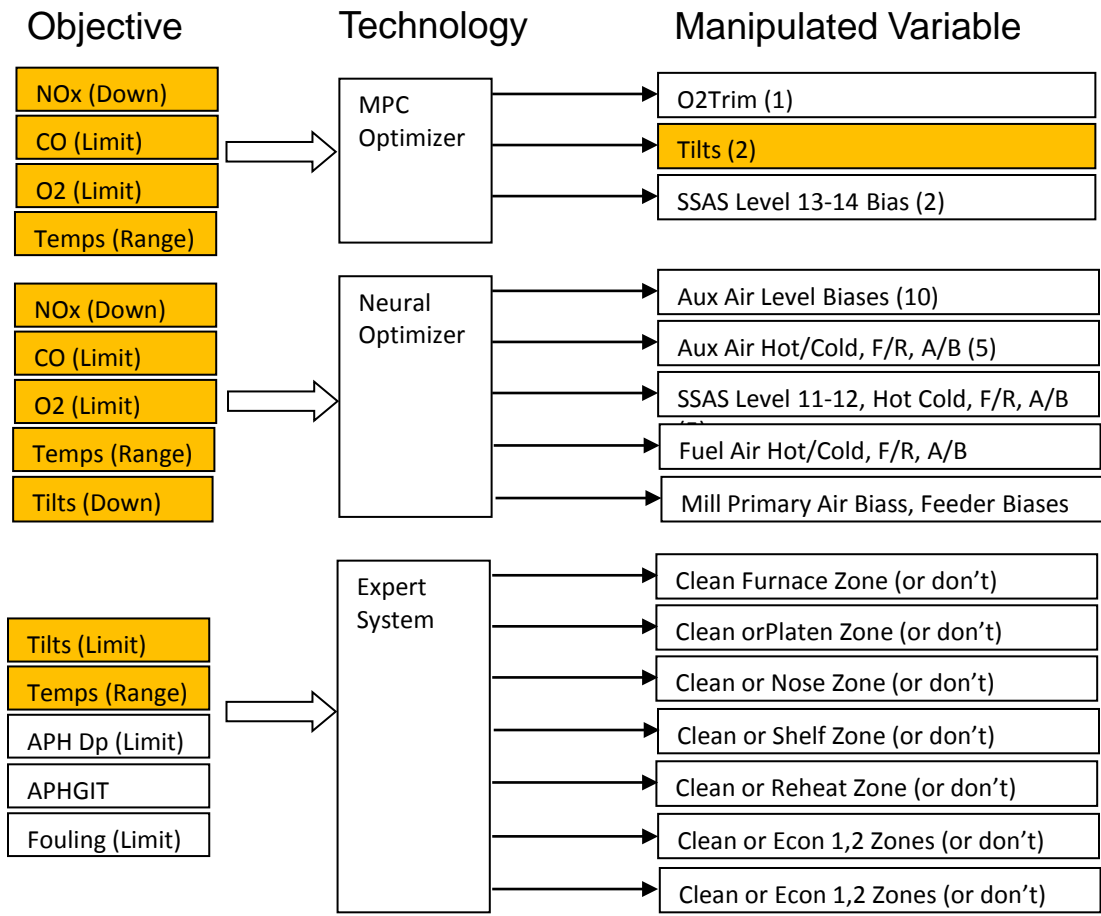 Objective
Technology
Manipulated Variable
NOx (Down)
CO (Limit)
O2 (Limit)
Temps (Range)
MPC
Optimizer
O2Trim (1)
Tilts (2)
SSAS Level 13-14 Bias (2)
NOx (Down)
CO (Limit)
O2 (Limit)
Temps (Range)
Tilts (Down)
Neural
Optimizer
Aux Air Level Biases (10)
Aux Air Hot/Cold, F/R, A/B (5)
SSAS Level 11-12, Hot Cold, F/R, A/B
Fuel Air Hot/Cold, F/R, A/B
Mill Primary Air Biass, Feeder Biases
Tilts (Limit)
Temps (Range)
APH Dp (Limit)
APHGIT
Fouling (Limit)
Expert
System
Clean Furnace Zone (or don’t)
Clean orPlaten Zone (or don’t)
Clean or Nose Zone (or don’t)
Clean or Shelf Zone (or don’t)
Clean or Reheat Zone (or don’t)
Clean or Econ 1,2 Zones (or don’t)
Clean or Econ 1,2 Zones (or don’t)